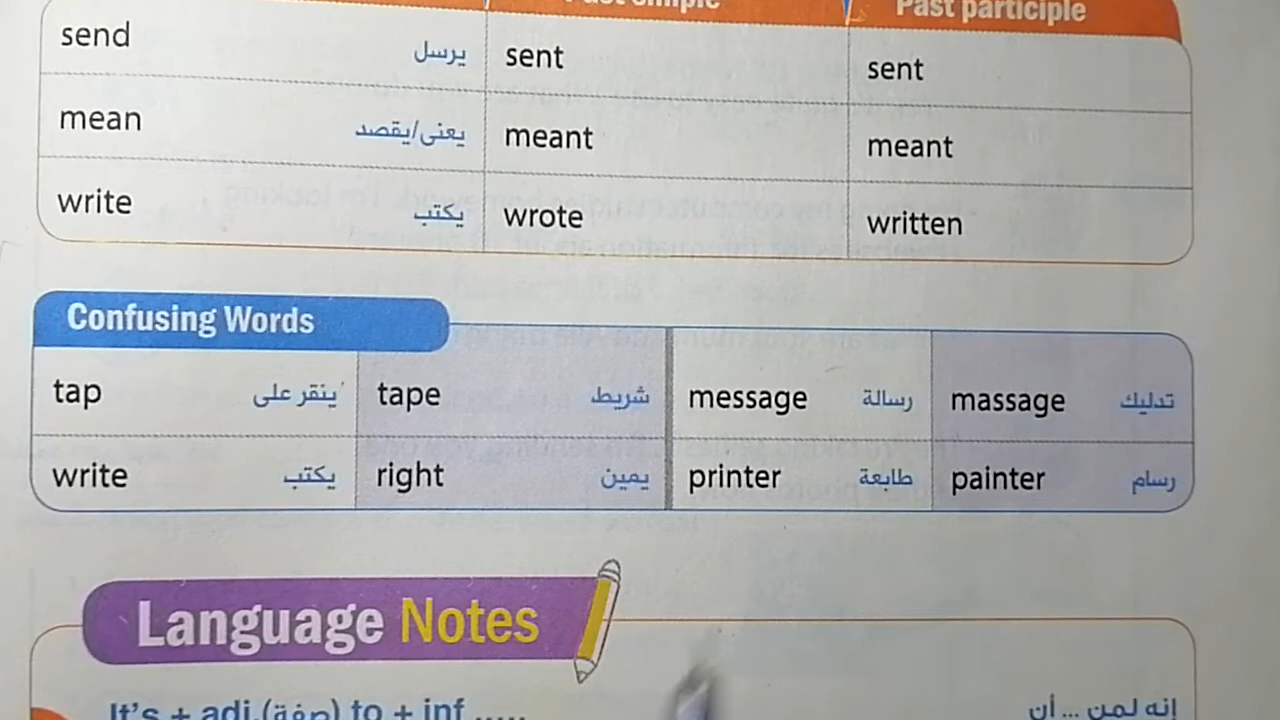 Past simple Past participle
send يرسل sent sent
mean يعنى/يقصد meant meant
write يكتب wrote written
Confusing Words
tap ينقر على tape شريط message رسالة massage تدليك
write يكتب right يمين printer طابعة painter رسام
Language Notes
It's + adj.(صفة) to + inf ..... إنه لمن ... أن